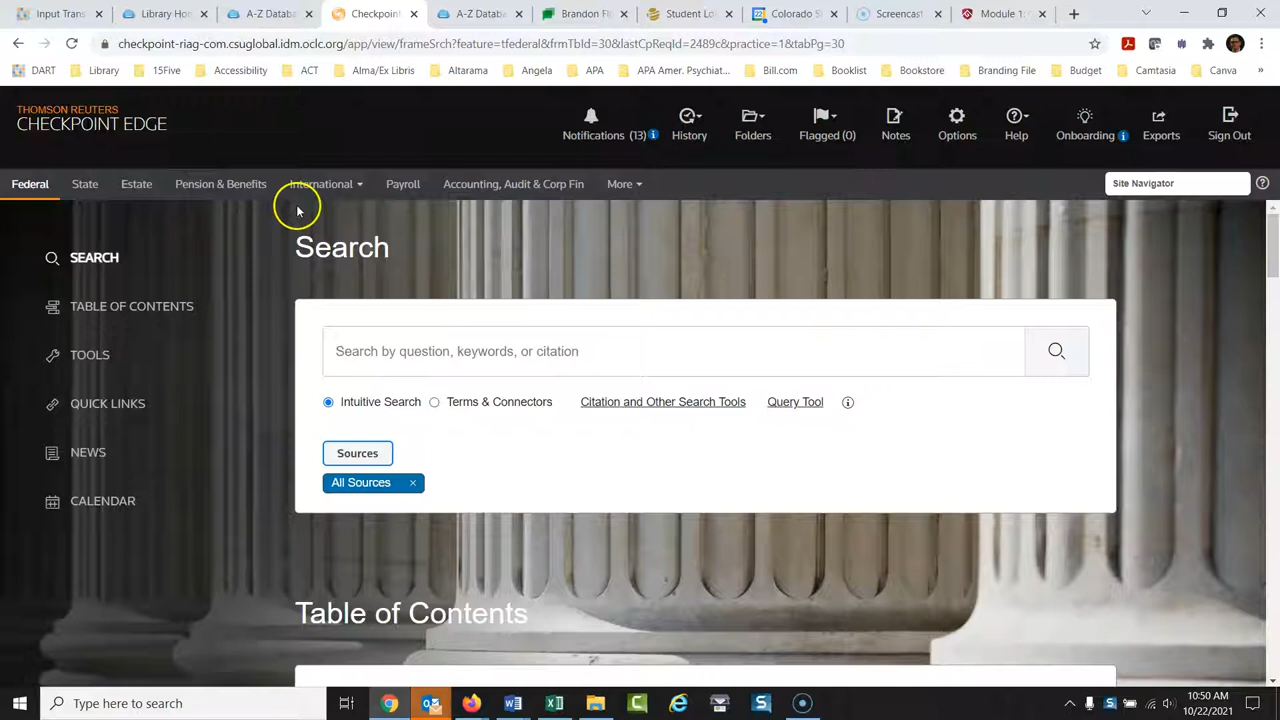 Input Trans
Library Hom
A-Z Databa
Checkpoint
A-Z Databa
Brandon Fl
Student Lo
Colorado S
Screencast
Module 1:
checkpoint-riag-com.csuglobal.idm.oclc.org/app/view/frameSrch?feature=tfederal&frmTbId=30&lastCpReqId=2489c&practice=1&tabPg=30
DART Library 15Five Accessibility ACT Alma/Ex Libris Altarama Angela APA APA Amer. Psychiat... Bill.com Booklist Bookstore Branding File Budget Camtasia Canva »
THOMSON REUTERS
CHECKPOINT EDGE
Notifications (13) History Folders Flagged (0) Notes Options Help Onboarding Exports Sign Out
Federal State Estate Pension & Benefits International Payroll Accounting, Audit & Corp Fin More Site Navigator
Search
SEARCH
TABLE OF CONTENTS
TOOLS
QUICK LINKS
NEWS
CALENDAR
Search by question, keywords, or citation
Intuitive Search Terms & Connectors Citation and Other Search Tools Query Tool
Sources
All Sources ×
Table of Contents
Type here to search
10:50 AM
10/22/2021